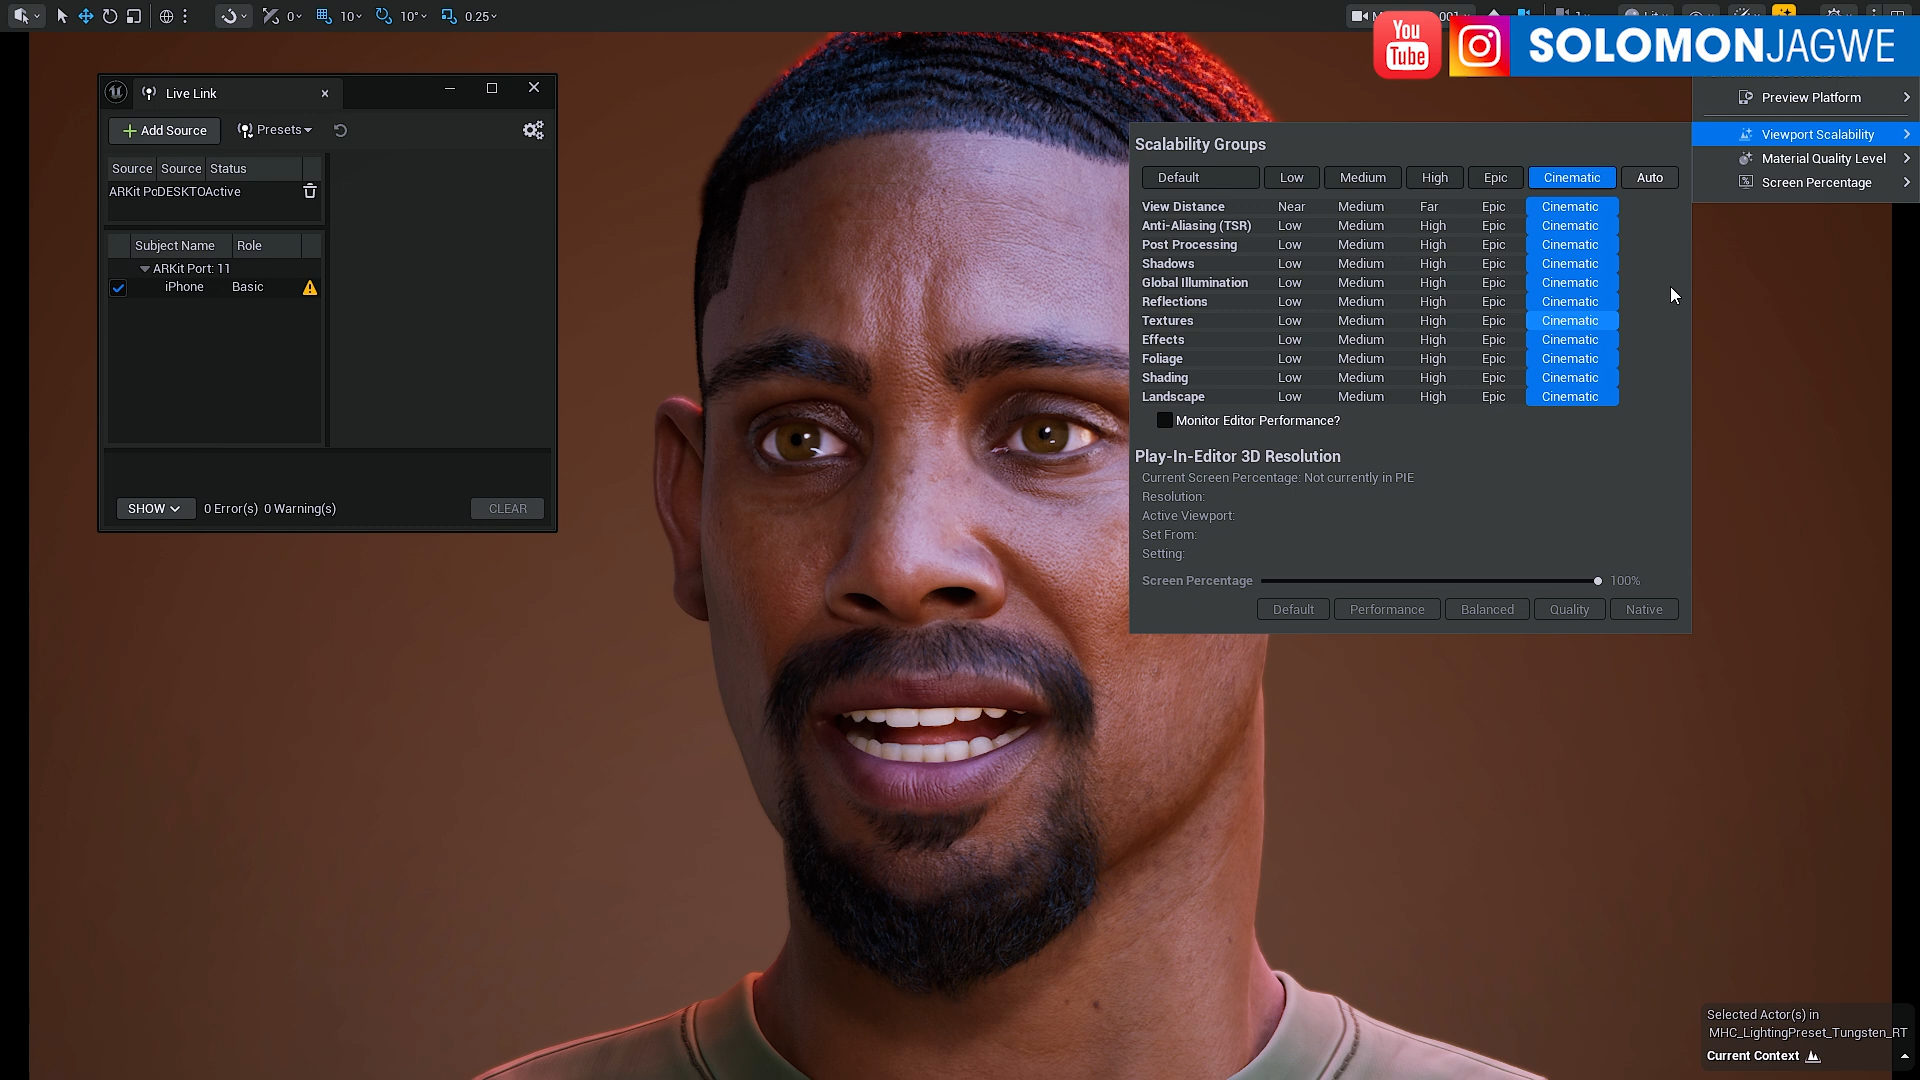 0
10
10°
0.25
You
Tube
SOLOMONJAGWE
Live Link
Add Source
Presets
Source Source Status
ARKit PoDESKTOActive
Subject Name Role
ARKit Port: 11
iPhone Basic
SHOW 0 Error(s) 0 Warning(s) CLEAR
Preview Platform
Viewport Scalability
Material Quality Level
Screen Percentage
Scalability Groups
Default Low Medium High Epic Cinematic Auto
View Distance Near Medium Far Epic Cinematic
Anti-Aliasing (TSR) Low Medium High Epic Cinematic
Post Processing Low Medium High Epic Cinematic
Shadows Low Medium High Epic Cinematic
Global Illumination Low Medium High Epic Cinematic
Reflections Low Medium High Epic Cinematic
Textures Low Medium High Epic Cinematic
Effects Low Medium High Epic Cinematic
Foliage Low Medium High Epic Cinematic
Shading Low Medium High Epic Cinematic
Landscape Low Medium High Epic Cinematic
Monitor Editor Performance?
Play-In-Editor 3D Resolution
Current Screen Percentage: Not currently in PIE
Resolution:
Active Viewport:
Set From:
Setting:
Screen Percentage 100%
Default Performance Balanced Quality Native
Selected Actor(s) in
MHC_LightingPreset_Tungsten_RT
Current Context